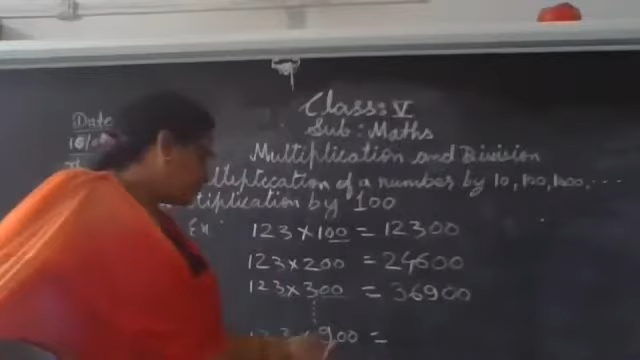 Class: V
Date
Sub: Maths
Multiplication and Division
Multiplication of a number by 10, 100, 1000, ...
Multiplication by 100
Ex 123 × 100 = 12300
123 × 200 = 24600
123 × 300 = 36900
123 × 900 =